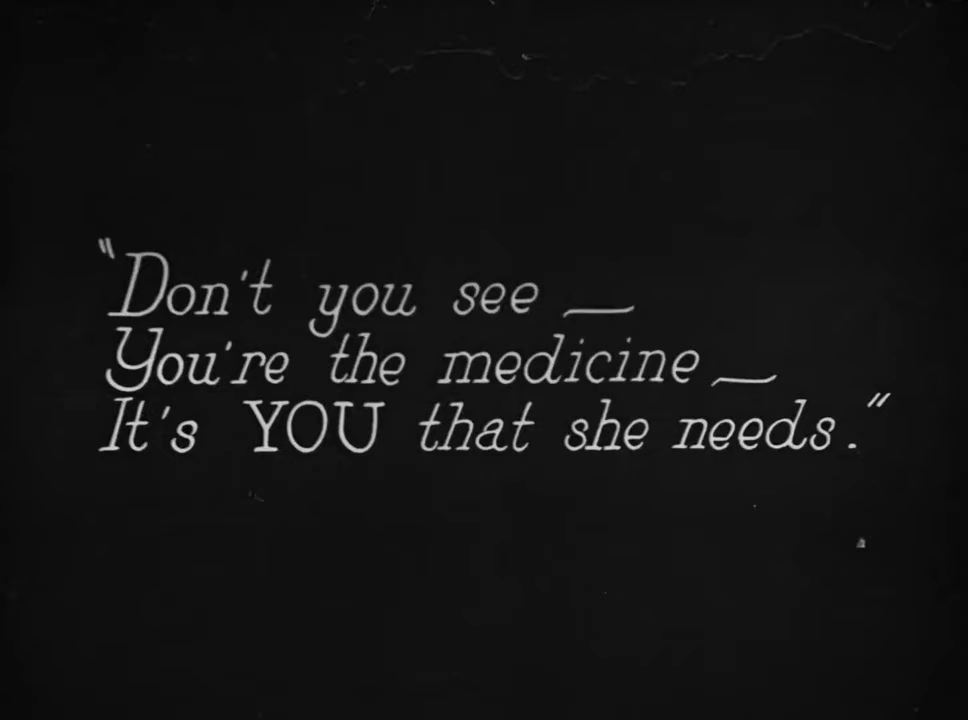 "Don't you see —
You're the medicine —
It's YOU that she needs."